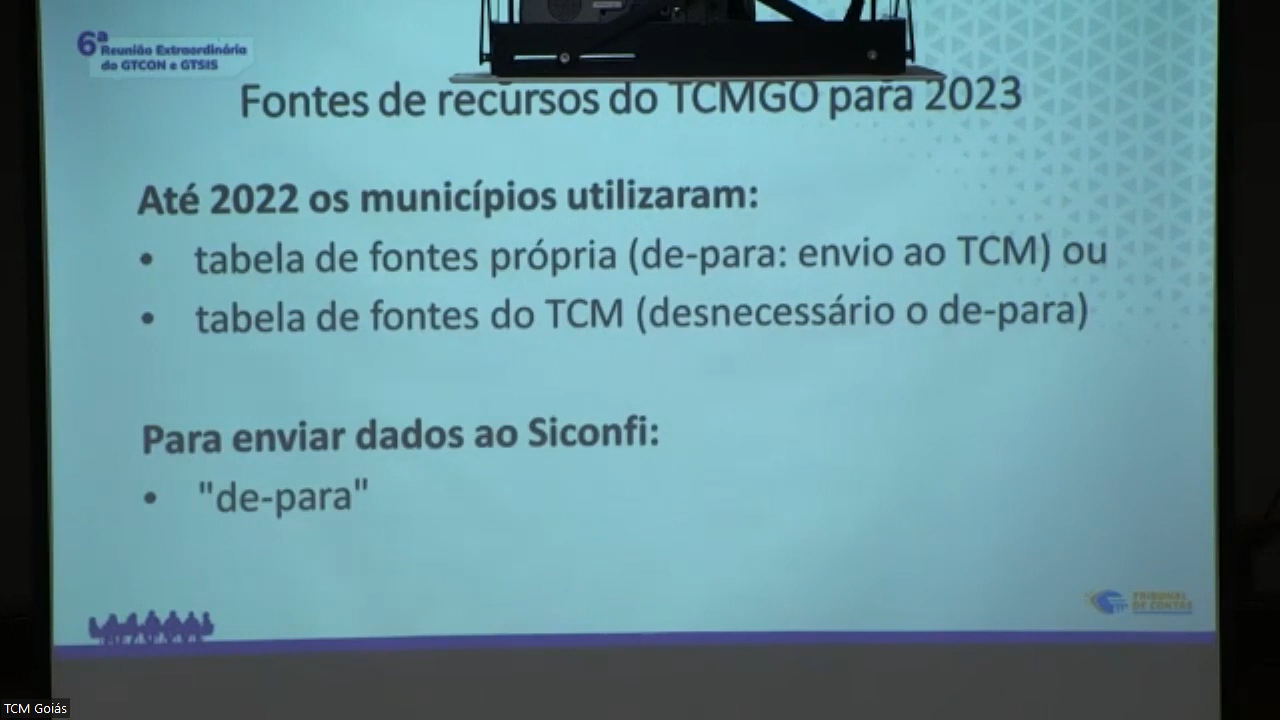 6ª Reunião Extraordinária
do GTCON e GTSIS
Fontes de recursos do TCMGO para 2023
Até 2022 os municípios utilizaram:
• tabela de fontes própria (de-para: envio ao TCM) ou
• tabela de fontes do TCM (desnecessário o de-para)
Para enviar dados ao Siconfi:
• "de-para"
TRIBUNAL
DE CONTAS
TCM Goiás